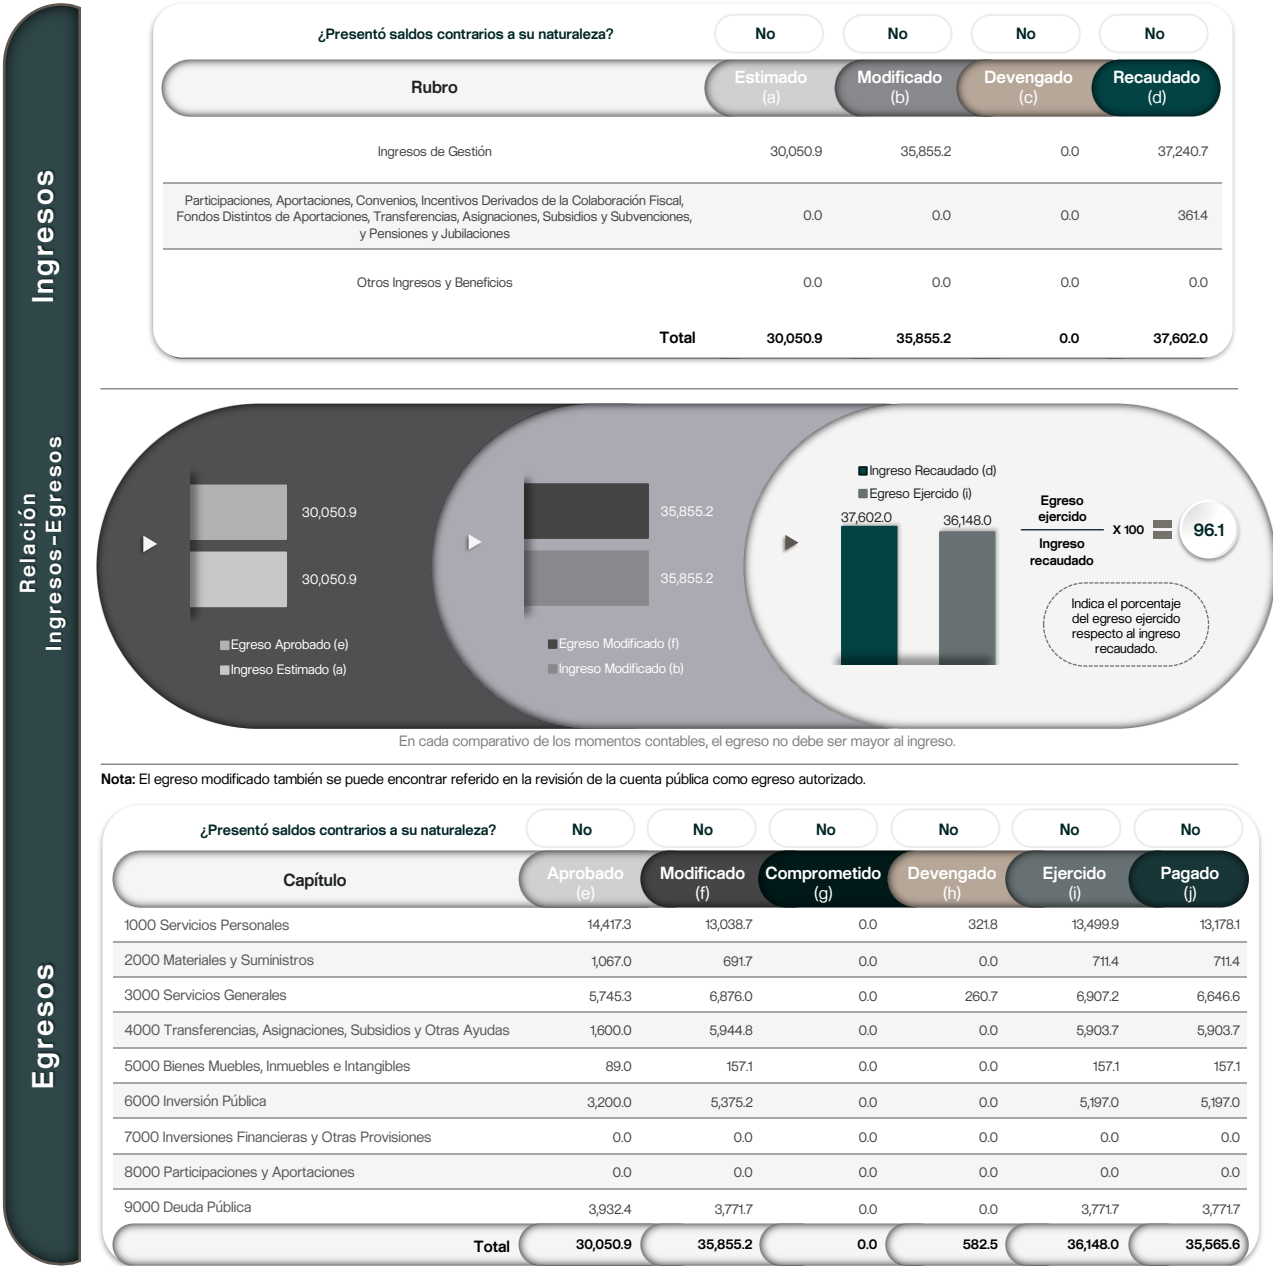 Ingresos
¿Presentó saldos contrarios a su naturaleza? No No No No
Rubro Estimado (a) Modificado (b) Devengado (c) Recaudado (d)
Ingresos de Gestión 30,050.9 35,855.2 0.0 37,240.7
Participaciones, Aportaciones, Convenios, Incentivos Derivados de la Colaboración Fiscal,
Fondos Distintos de Aportaciones, Transferencias, Asignaciones, Subsidios y Subvenciones, 0.0 0.0 0.0 361.4
y Pensiones y Jubilaciones
Otros Ingresos y Beneficios 0.0 0.0 0.0 0.0
Total 30,050.9 35,855.2 0.0 37,602.0
Relación
Ingresos-Egresos
30,050.9
30,050.9
Egreso Aprobado (e)
Ingreso Estimado (a)
35,855.2
35,855.2
Egreso Modificado (f)
Ingreso Modificado (b)
Ingreso Recaudado (d)
Egreso Ejercido (i)
37,602.0 36,148.0
Egreso
ejercido
Ingreso
recaudado
X 100 = 96.1
Indica el porcentaje
del egreso ejercido
respecto al ingreso
recaudado.
En cada comparativo de los momentos contables, el egreso no debe ser mayor al ingreso.
Nota: El egreso modificado también se puede encontrar referido en la revisión de la cuenta pública como egreso autorizado.
Egresos
¿Presentó saldos contrarios a su naturaleza? No No No No No No
Capítulo Aprobado (e) Modificado (f) Comprometido (g) Devengado (h) Ejercido (i) Pagado (j)
1000 Servicios Personales 14,417.3 13,038.7 0.0 321.8 13,499.9 13,178.1
2000 Materiales y Suministros 1,067.0 691.7 0.0 0.0 711.4 711.4
3000 Servicios Generales 5,745.3 6,876.0 0.0 260.7 6,907.2 6,646.6
4000 Transferencias, Asignaciones, Subsidios y Otras Ayudas 1,600.0 5,944.8 0.0 0.0 5,903.7 5,903.7
5000 Bienes Muebles, Inmuebles e Intangibles 89.0 157.1 0.0 0.0 157.1 157.1
6000 Inversión Pública 3,200.0 5,375.2 0.0 0.0 5,197.0 5,197.0
7000 Inversiones Financieras y Otras Provisiones 0.0 0.0 0.0 0.0 0.0 0.0
8000 Participaciones y Aportaciones 0.0 0.0 0.0 0.0 0.0 0.0
9000 Deuda Pública 3,932.4 3,771.7 0.0 0.0 3,771.7 3,771.7
Total 30,050.9 35,855.2 0.0 582.5 36,148.0 35,565.6